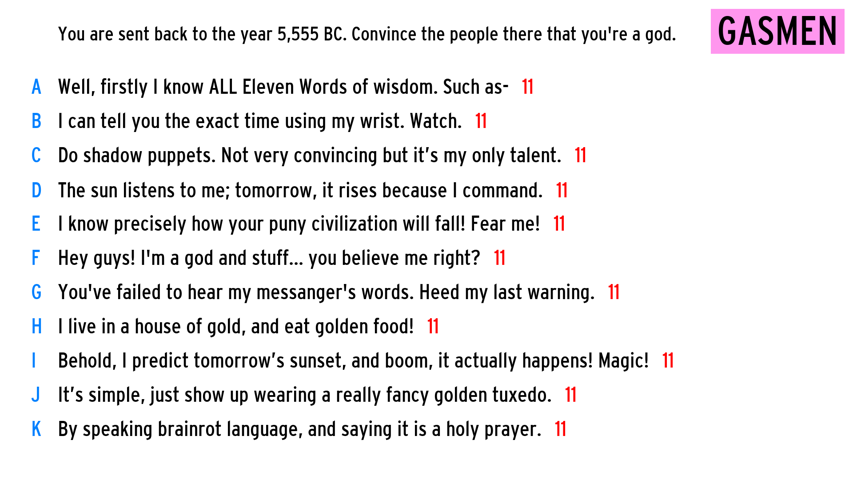 You are sent back to the year 5,555 BC. Convince the people there that you're a god.
GASMEN
A Well, firstly I know ALL Eleven Words of wisdom. Such as- 11
B I can tell you the exact time using my wrist. Watch. 11
C Do shadow puppets. Not very convincing but it’s my only talent. 11
D The sun listens to me; tomorrow, it rises because I command. 11
E I know precisely how your puny civilization will fall! Fear me! 11
F Hey guys! I'm a god and stuff... you believe me right? 11
G You've failed to hear my messanger's words. Heed my last warning. 11
H I live in a house of gold, and eat golden food! 11
I Behold, I predict tomorrow’s sunset, and boom, it actually happens! Magic! 11
J It’s simple, just show up wearing a really fancy golden tuxedo. 11
K By speaking brainrot language, and saying it is a holy prayer. 11